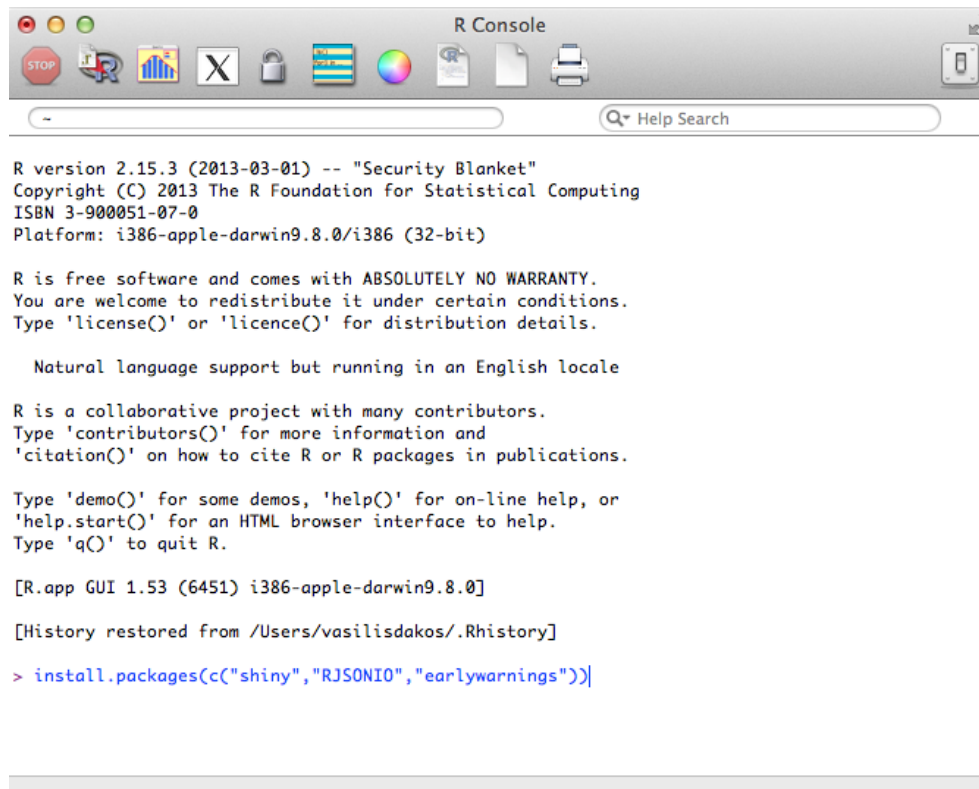 R Console
STOP
X
R
~
Help Search
R version 2.15.3 (2013-03-01) -- "Security Blanket"
Copyright (C) 2013 The R Foundation for Statistical Computing
ISBN 3-900051-07-0
Platform: i386-apple-darwin9.8.0/i386 (32-bit)
R is free software and comes with ABSOLUTELY NO WARRANTY.
You are welcome to redistribute it under certain conditions.
Type 'license()' or 'licence()' for distribution details.
Natural language support but running in an English locale
R is a collaborative project with many contributors.
Type 'contributors()' for more information and
'citation()' on how to cite R or R packages in publications.
Type 'demo()' for some demos, 'help()' for on-line help, or
'help.start()' for an HTML browser interface to help.
Type 'q()' to quit R.
[R.app GUI 1.53 (6451) i386-apple-darwin9.8.0]
[History restored from /Users/vasilisdakos/.Rhistory]
> install.packages(c("shiny","RJSONIO","earlywarnings"))